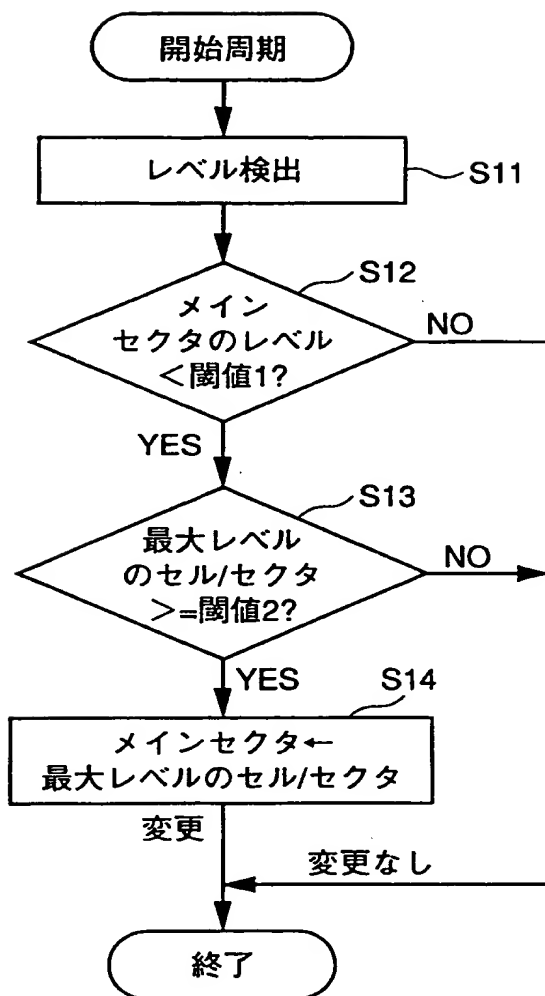 開始周期
レベル検出
S11
S12
メイン
セクタのレベル
<閾値1?
NO
YES
S13
最大レベル
のセル/セクタ
>=閾値2?
NO
YES
S14
メインセクタ←
最大レベルのセル/セクタ
変更
変更なし
終了